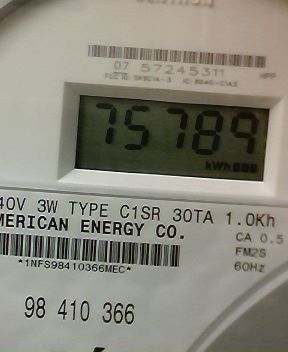 07 57245311 HPP
75789
kWh
40V 3W TYPE C1SR 30TA 1.0Kh
MERICAN ENERGY CO.
CA 0.5
FM2S
*1NFS98410366MEC*
60Hz
98 410 366